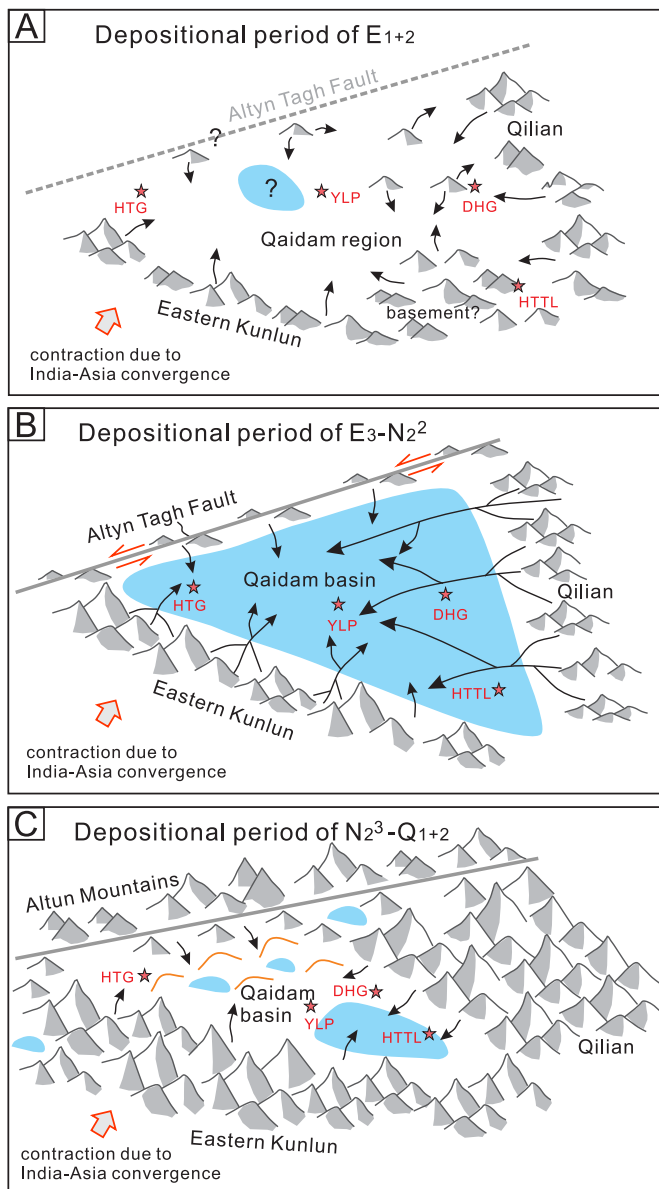 A
Depositional period of E1+2
Altyn Tagh Fault
?
Qilian
?
HTG
YLP
DHG
Qaidam region
HTTL
basement?
Eastern Kunlun
contraction due to
India-Asia convergence
B
Depositional period of E3-N2²
Altyn Tagh Fault
Qaidam basin
HTG
YLP
DHG
Qilian
HTTL
Eastern Kunlun
contraction due to
India-Asia convergence
C
Depositional period of N2³-Q1+2
Altun Mountains
HTG
Qaidam
basin
DHG
YLP
HTTL
Qilian
Eastern Kunlun
contraction due to
India-Asia convergence